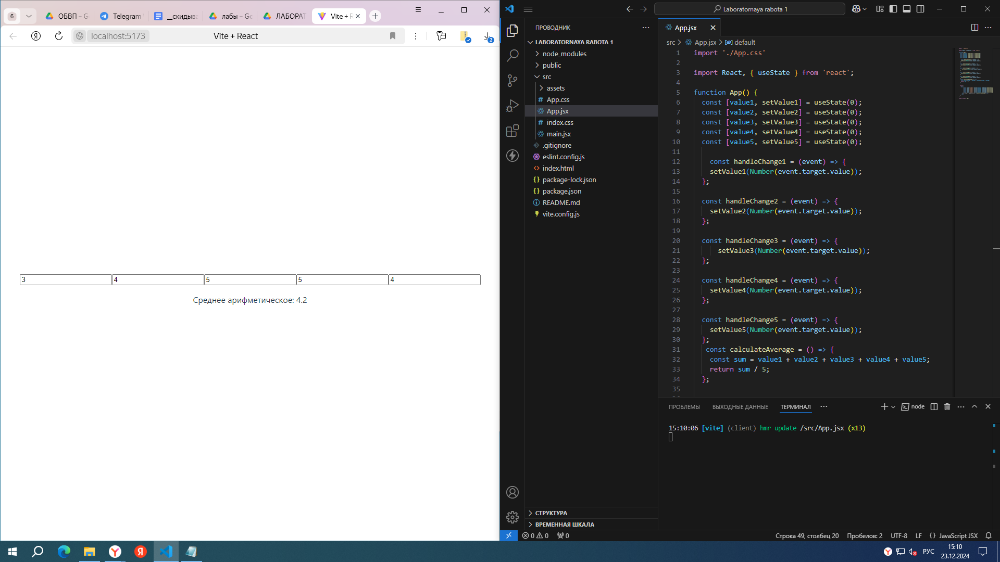 6
ОБВП – G
Telegram
__скидыва
лабы – Go
ЛАБОРАТ
Vite + R
localhost:5173
Vite + React
2
3
4
5
5
4
Среднее арифметическое: 4.2
Laboratornaya rabota 1
ПРОВОДНИК
LABORATORNAYA RABOTA 1
node_modules
public
src
assets
# App.css
App.jsx
# index.css
main.jsx
.gitignore
eslint.config.js
<> index.html
{} package-lock.json
{} package.json
README.md
vite.config.js
СТРУКТУРА
ВРЕМЕННАЯ ШКАЛА
App.jsx
src > App.jsx > default
1 import './App.css'
2
3 import React, { useState } from 'react';
4
5 function App() {
6 const [value1, setValue1] = useState(0);
7 const [value2, setValue2] = useState(0);
8 const [value3, setValue3] = useState(0);
9 const [value4, setValue4] = useState(0);
10 const [value5, setValue5] = useState(0);
11
12 const handleChange1 = (event) => {
13 setValue1(Number(event.target.value));
14 };
15
16 const handleChange2 = (event) => {
17 setValue2(Number(event.target.value));
18 };
19
20 const handleChange3 = (event) => {
21 setValue3(Number(event.target.value));
22 };
23
24 const handleChange4 = (event) => {
25 setValue4(Number(event.target.value));
26 };
27
28 const handleChange5 = (event) => {
29 setValue5(Number(event.target.value));
30 };
31 const calculateAverage = () => {
32 const sum = value1 + value2 + value3 + value4 + value5;
33 return sum / 5;
34 };
35
ПРОБЛЕМЫ
ВЫХОДНЫЕ ДАННЫЕ
ТЕРМИНАЛ
node
15:10:06 [vite] (client) hmr update /src/App.jsx (x13)
0 0
0
Строка 49, столбец 20
Пробелов: 2
UTF-8
LF
{} JavaScript JSX
РУС
15:10
23.12.2024